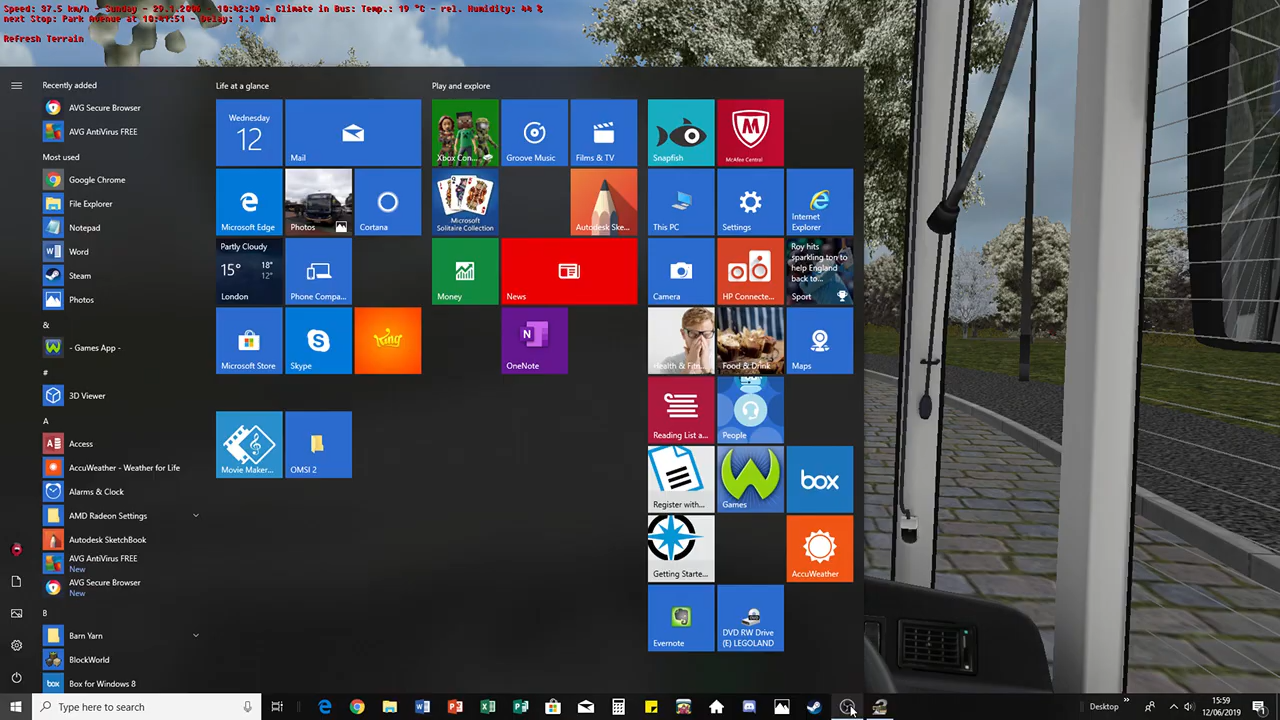 Speed: 37.5 km/h - Sunday - 29.1.2006 - 10:42:49 - Climate in Bus: Temp.: 19 °C - rel. Humidity: 44 %
next Stop: Park Avenue at 10:47:51 - Delay: 1.1 min
Refresh Terrain
Recently added
AVG Secure Browser
AVG AntiVirus FREE
Most used
Google Chrome
File Explorer
Notepad
Word
Steam
Photos
&
- Games App -
#
3D Viewer
A
Access
AccuWeather - Weather for Life
Alarms & Clock
AMD Radeon Settings
Autodesk SketchBook
AVG AntiVirus FREE
New
AVG Secure Browser
New
B
Barn Yarn
BlockWorld
Box for Windows 8
Life at a glance
Wednesday
12
Mail
Microsoft Edge
Photos
Cortana
Partly Cloudy
15° 18°
12°
London
Phone Compa...
Microsoft Store
Skype
King
Movie Maker...
OMSI 2
Play and explore
Xbox Con...
Groove Music
Films & TV
Microsoft
Solitaire Collection
Autodesk Ske...
Money
News
OneNote
Snapfish
McAfee Central
This PC
Settings
Internet
Explorer
Camera
HP Connecte...
Roy hits
sparkling ton to
help England
back to...
Sport
Health & Fitn...
Food & Drink
Maps
Reading List a...
People
Register with...
Games
box
Getting Starte...
AccuWeather
Evernote
DVD RW Drive
(E) LEGOLAND
Type here to search
Desktop
15:59
12/06/2019